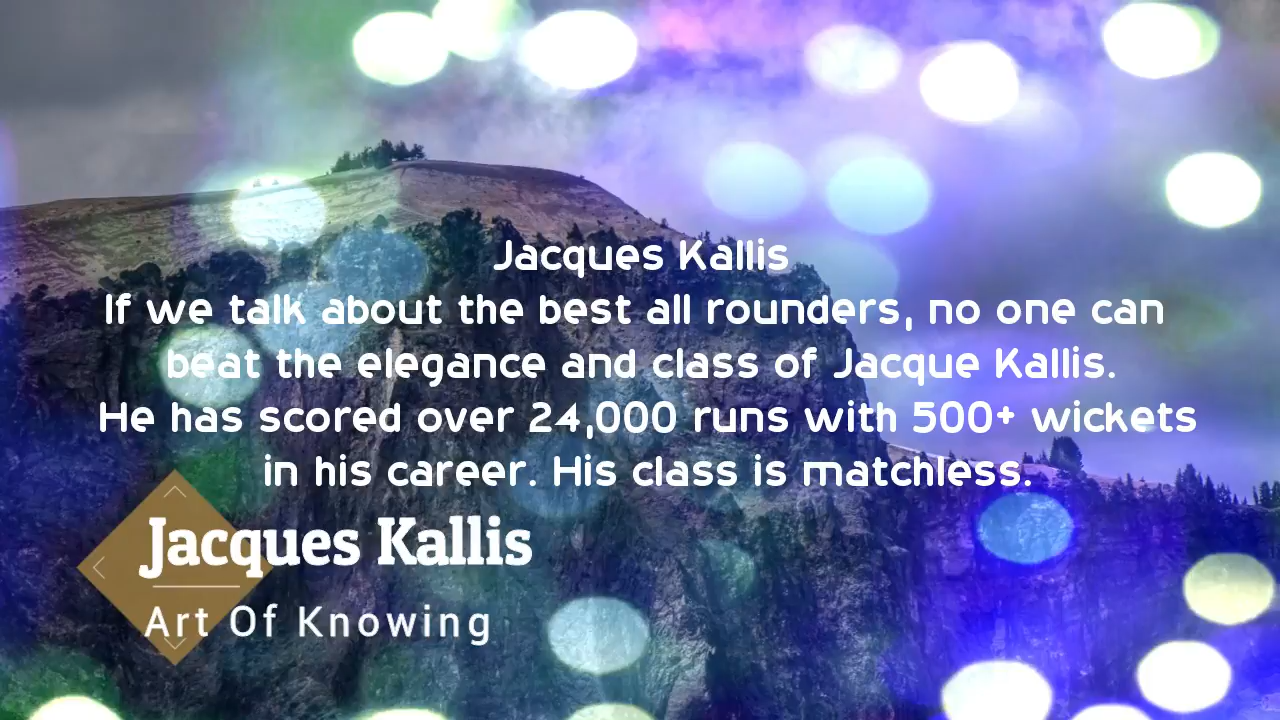 Jacques Kallis
If we talk about the best all rounders, no one can
beat the elegance and class of Jacque Kallis.
He has scored over 24,000 runs with 500+ wickets
in his career. His class is matchless.
Jacques Kallis
Art Of Knowing